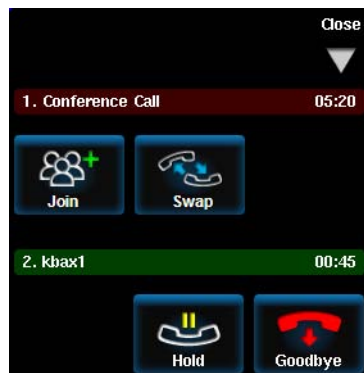 Close
1. Conference Call 05:20
Join Swap
2. kbax1 00:45
Hold Goodbye